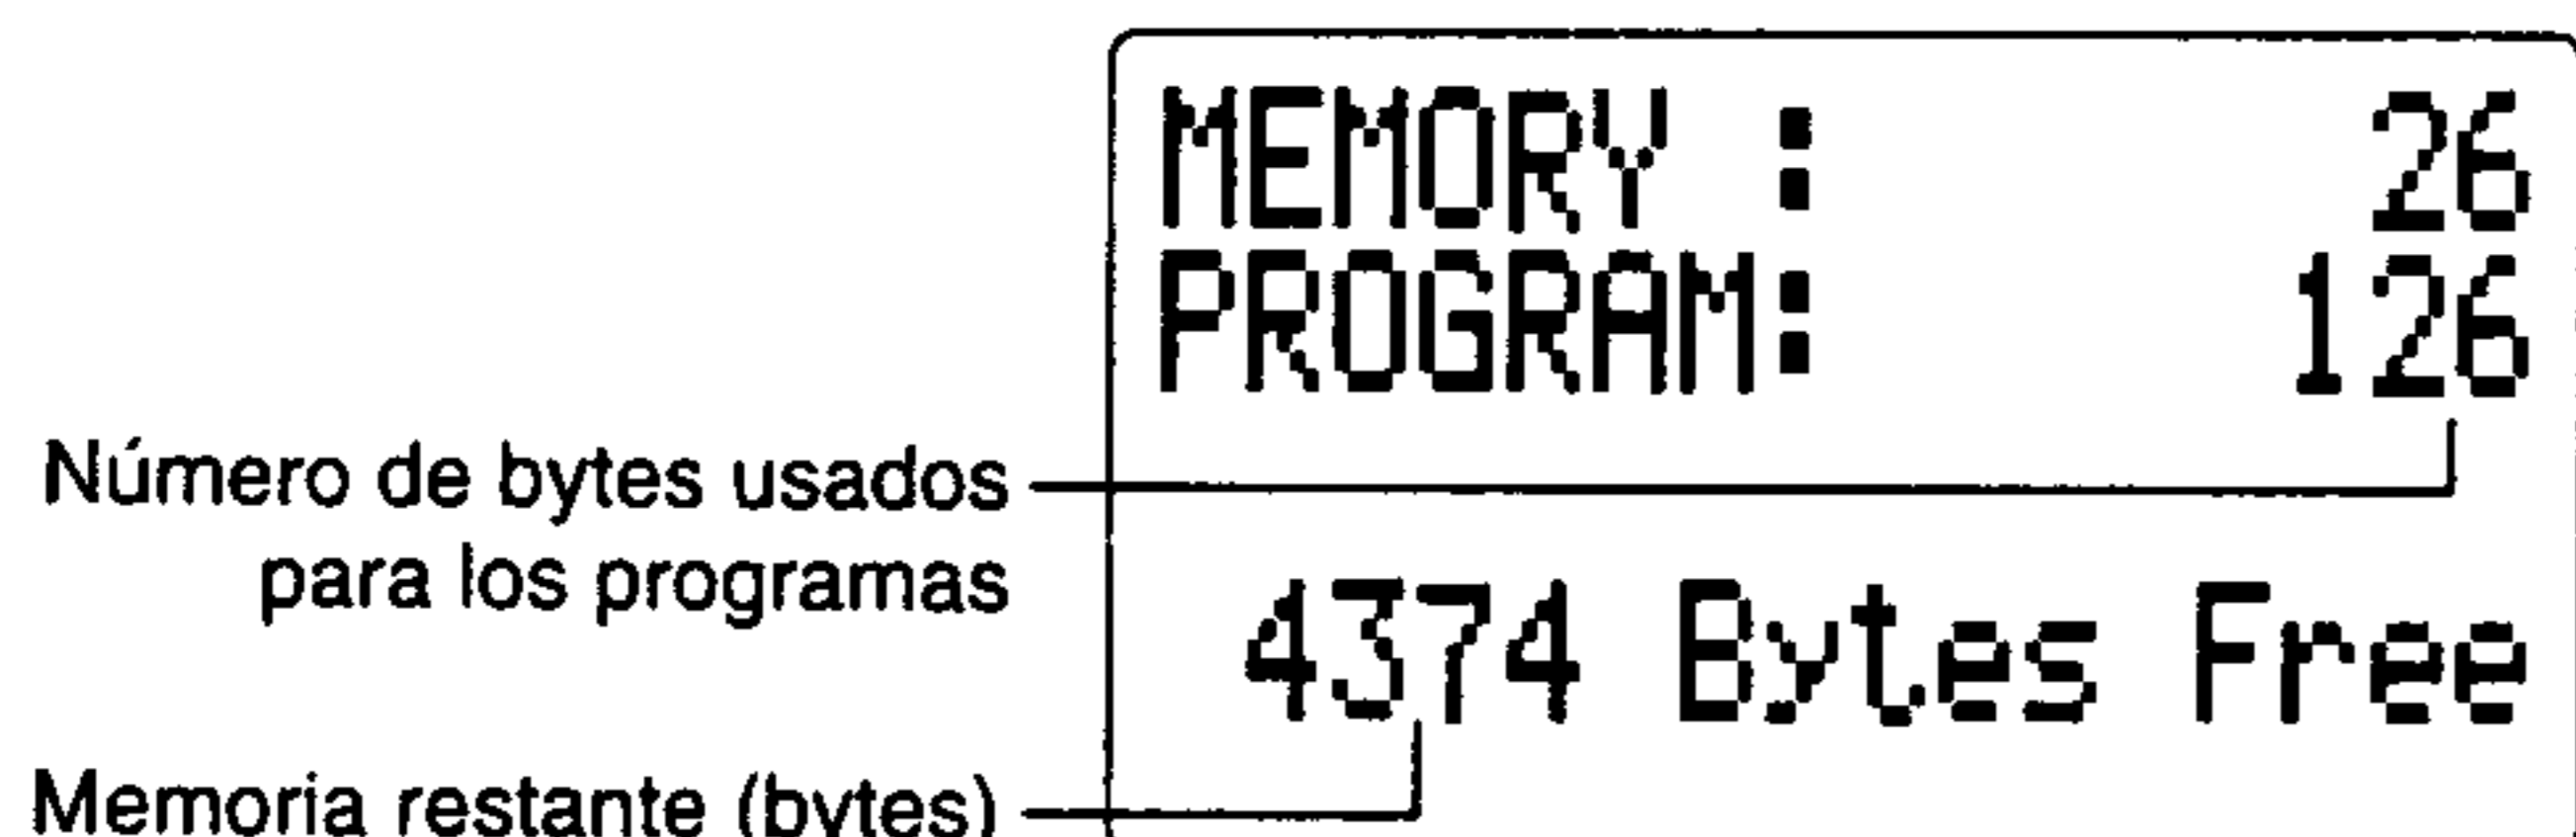 MEMORY : 26
PROGRAM: 126
Número de bytes usados
para los programas
4374 Bytes Free
Memoria restante (bytes)